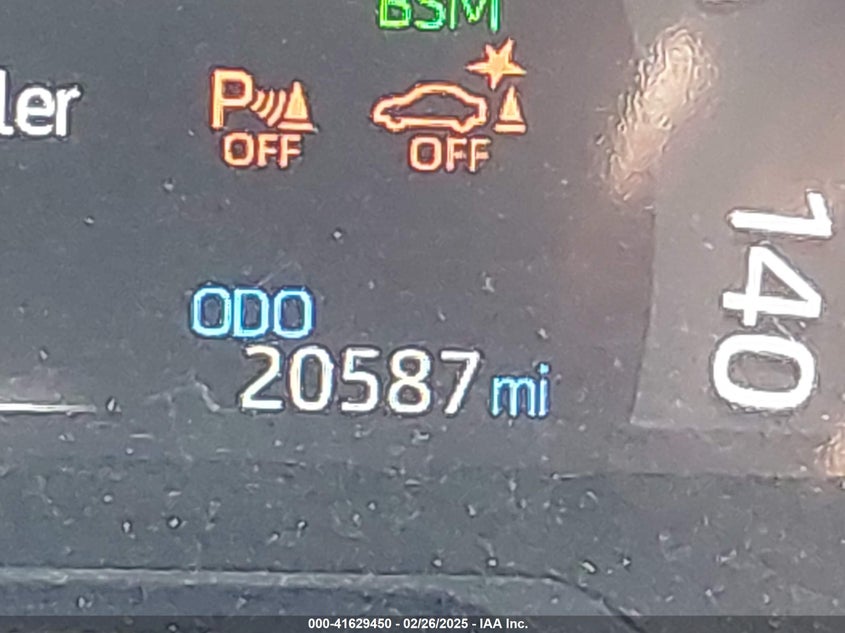 BSM
ler
P
OFF
OFF
140
ODO
20587 mi
000-41629450 - 02/26/2025 - IAA Inc.